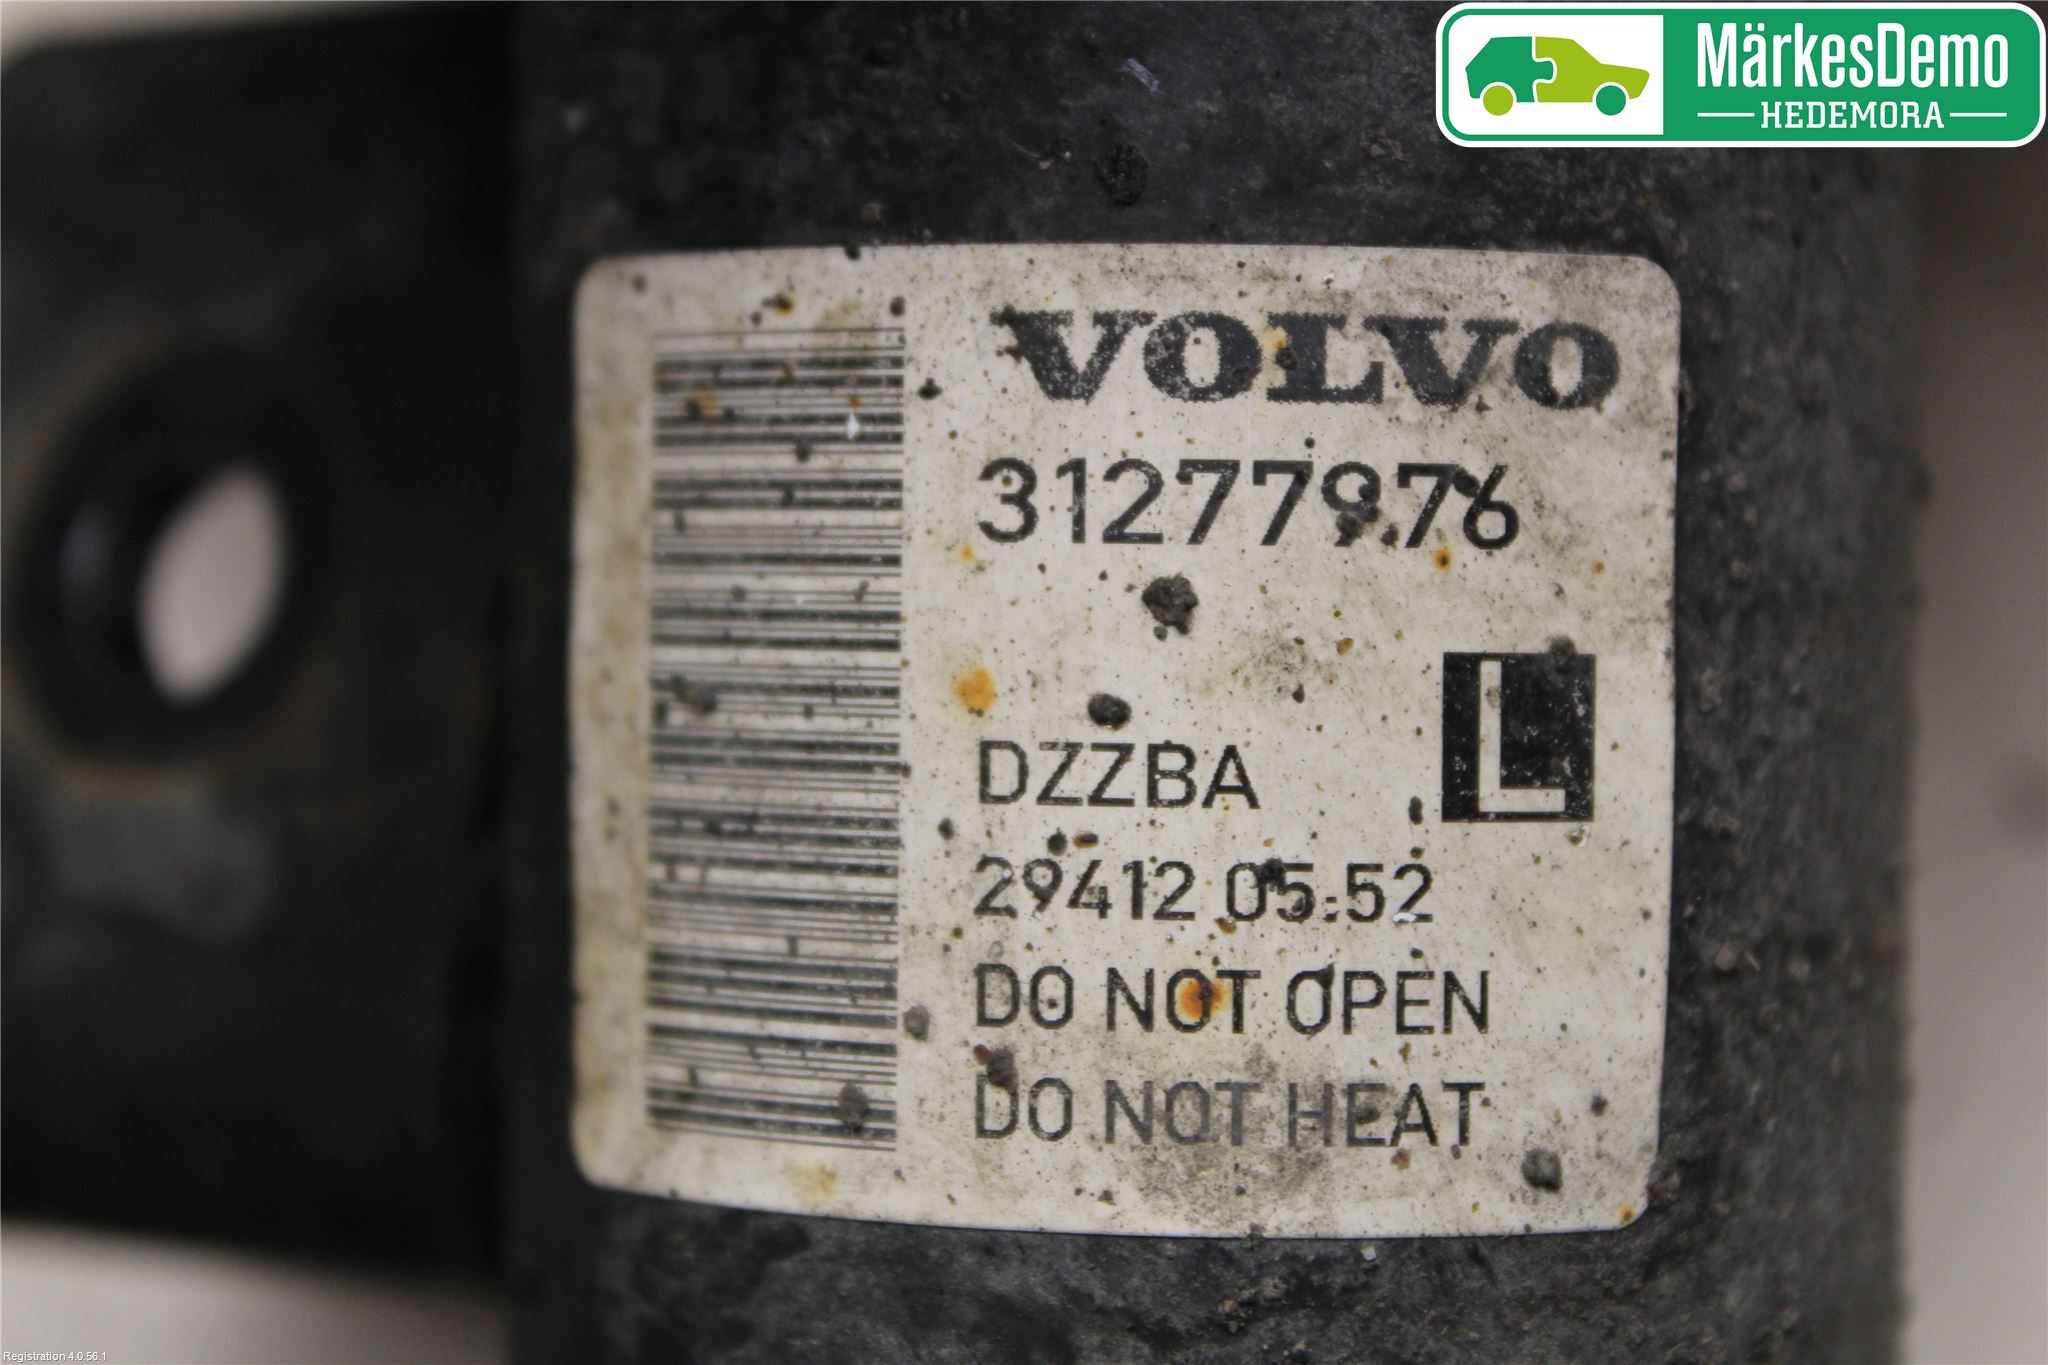 MärkesDemo
HEDEMORA
VOLVO
31277976
L
DZZBA
29412 05:52
DO NOT OPEN
DO NOT HEAT
Registration 4.0.56.1